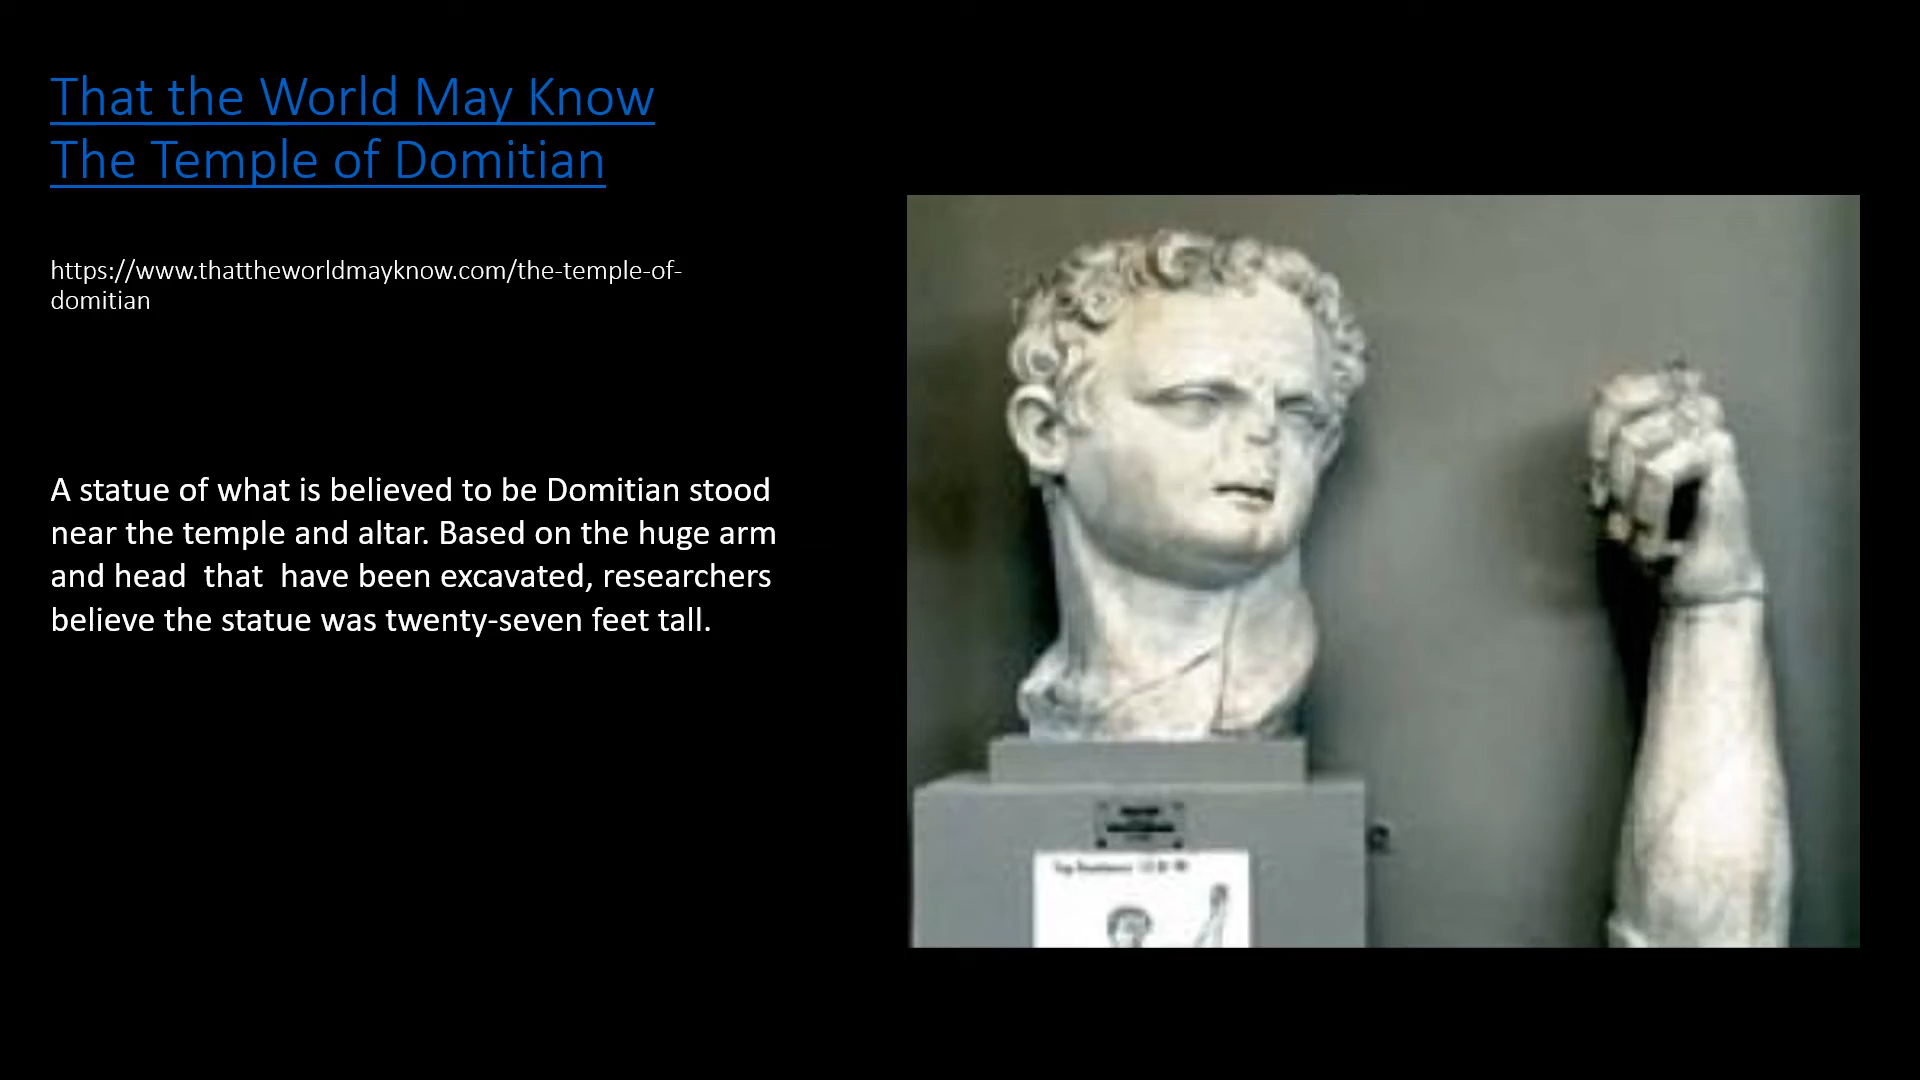 That the World May Know
The Temple of Domitian
https://www.thattheworldmayknow.com/the-temple-of-
domitian
A statue of what is believed to be Domitian stood
near the temple and altar. Based on the huge arm
and head  that  have been excavated, researchers
believe the statue was twenty-seven feet tall.